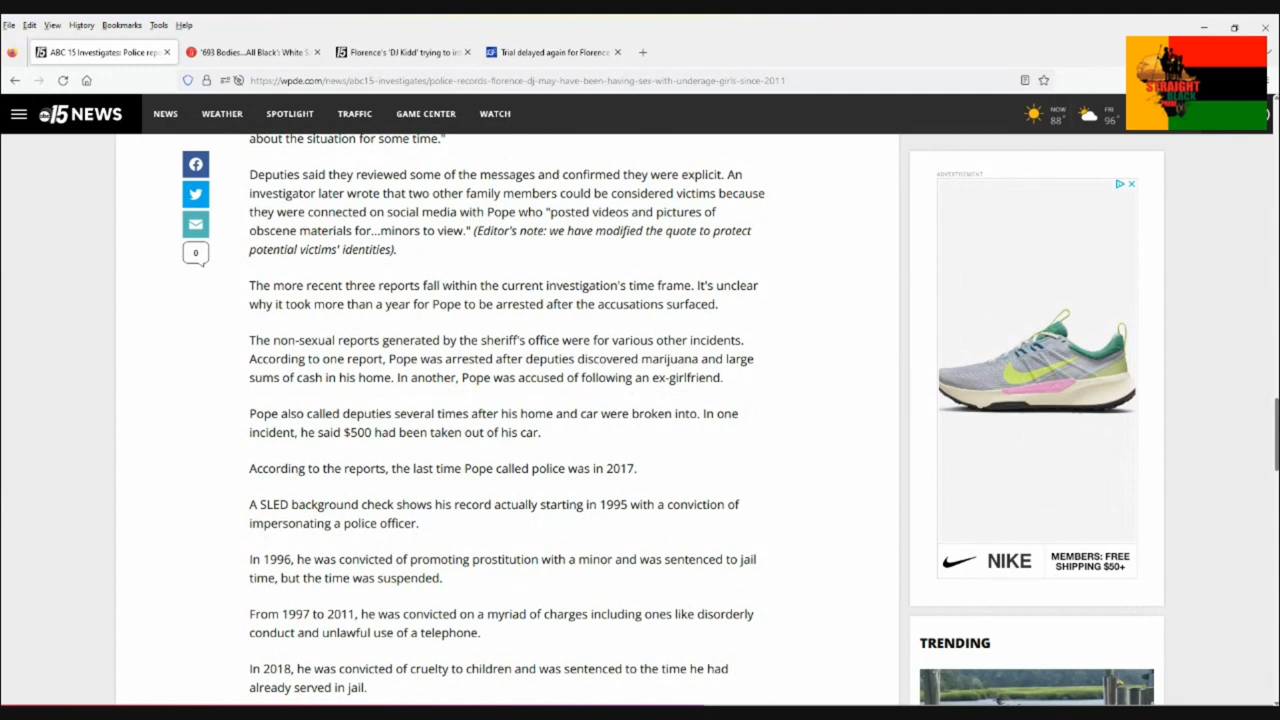 File Edit View History Bookmarks Tools Help
ABC 15 Investigates: Police repo
'693 Bodies...All Black's White S
Florence's 'DJ Kidd' trying to in
Trial delayed again for Florence
https://wpde.com/news/abc15-investigates/police-records-florence-dj-may-have-been-having-sex-with-underage-girls-since-2011
STRAIGHT
BLACK
PRIDE
abc 15 NEWS
NEWS WEATHER SPOTLIGHT TRAFFIC GAME CENTER WATCH
NOW 88° FRI 96°
about the situation for some time."
Deputies said they reviewed some of the messages and confirmed they were explicit. An
investigator later wrote that two other family members could be considered victims because
they were connected on social media with Pope who "posted videos and pictures of
obscene materials for...minors to view." (Editor's note: we have modified the quote to protect
potential victims' identities).
0
The more recent three reports fall within the current investigation's time frame. It's unclear
why it took more than a year for Pope to be arrested after the accusations surfaced.
The non-sexual reports generated by the sheriff's office were for various other incidents.
According to one report, Pope was arrested after deputies discovered marijuana and large
sums of cash in his home. In another, Pope was accused of following an ex-girlfriend.
Pope also called deputies several times after his home and car were broken into. In one
incident, he said $500 had been taken out of his car.
According to the reports, the last time Pope called police was in 2017.
A SLED background check shows his record actually starting in 1995 with a conviction of
impersonating a police officer.
In 1996, he was convicted of promoting prostitution with a minor and was sentenced to jail
time, but the time was suspended.
From 1997 to 2011, he was convicted on a myriad of charges including ones like disorderly
conduct and unlawful use of a telephone.
In 2018, he was convicted of cruelty to children and was sentenced to the time he had
already served in jail.
ADVERTISEMENT
NIKE
MEMBERS: FREE
SHIPPING $50+
TRENDING